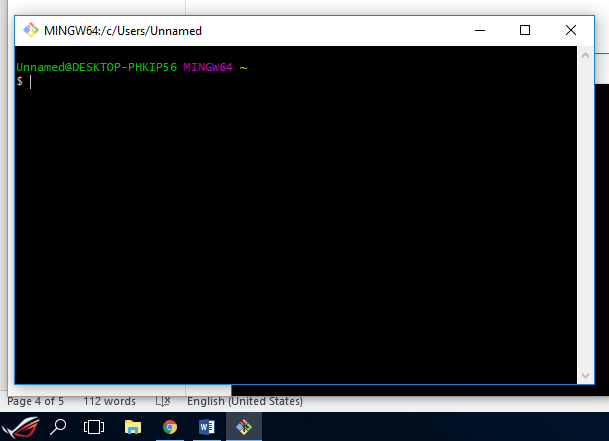 MINGW64:/c/Users/Unnamed
Unnamed@DESKTOP-PHKIP56 MINGW64 ~
$
Page 4 of 5 112 words English (United States)